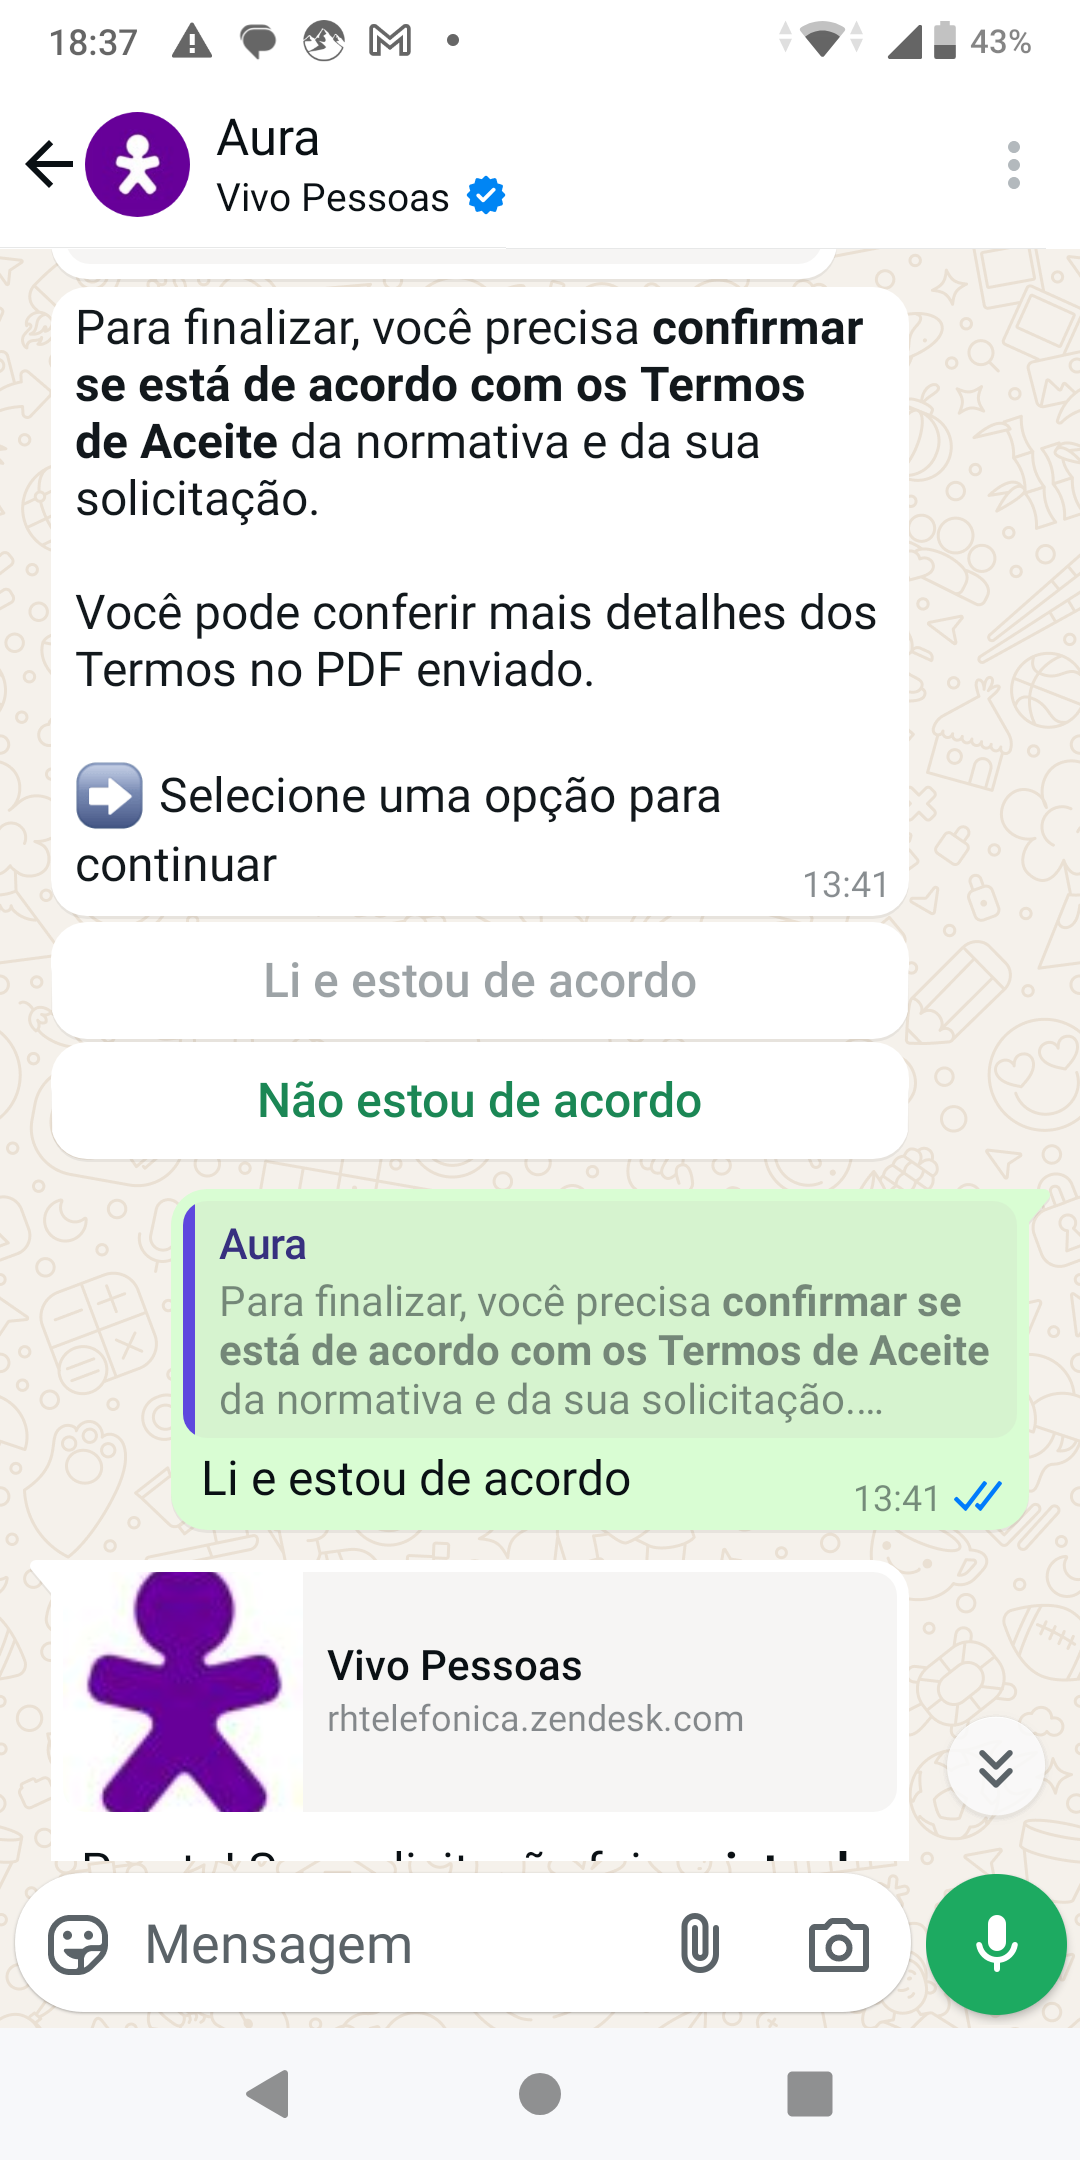 18:37
43%
Aura
Vivo Pessoas
Para finalizar, você precisa confirmar
se está de acordo com os Termos
de Aceite da normativa e da sua
solicitação.
Você pode conferir mais detalhes dos
Termos no PDF enviado.
Selecione uma opção para
continuar
13:41
Li e estou de acordo
Não estou de acordo
Aura
Para finalizar, você precisa confirmar se
está de acordo com os Termos de Aceite
da normativa e da sua solicitação....
Li e estou de acordo
13:41
Vivo Pessoas
rhtelefonica.zendesk.com
Mensagem